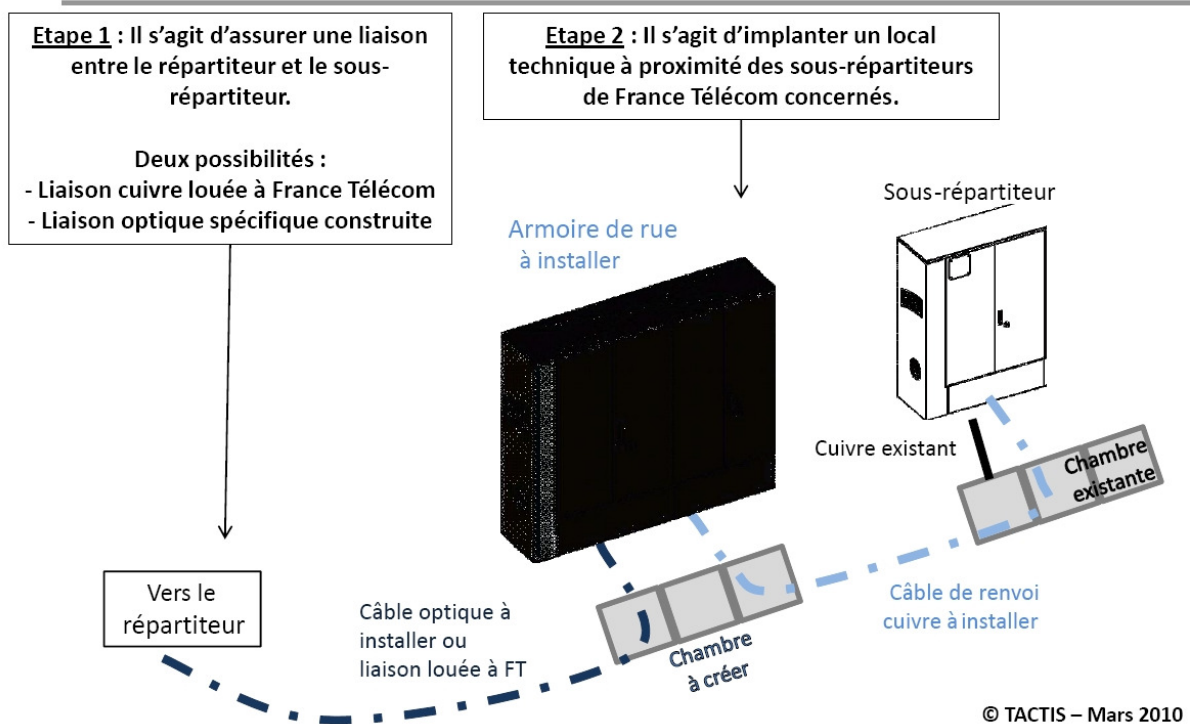 Etape 1 : Il s'agit d'assurer une liaison
entre le répartiteur et le sous-
répartiteur.
Deux possibilités :
- Liaison cuivre louée à France Télécom
- Liaison optique spécifique construite
Etape 2 : Il s'agit d'implanter un local
technique à proximité des sous-répartiteurs
de France Télécom concernés.
Sous-répartiteur
Armoire de rue
à installer
Cuivre existant
Chambre
existante
Vers le
répartiteur
Câble optique à
installer ou
liaison louée à FT
Chambre
à créer
Câble de renvoi
cuivre à installer
© TACTIS – Mars 2010